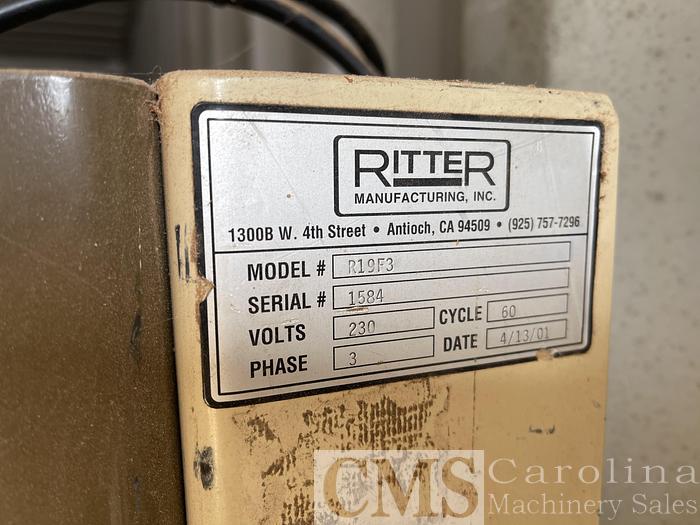 RITTER
MANUFACTURING, INC.
1300B W. 4th Street • Antioch, CA 94509 • (925) 757-7296
MODEL # R19F3
SERIAL # 1584
VOLTS 230 CYCLE 60
PHASE 3 DATE 4/13/01
CMS Carolina
Machinery Sales